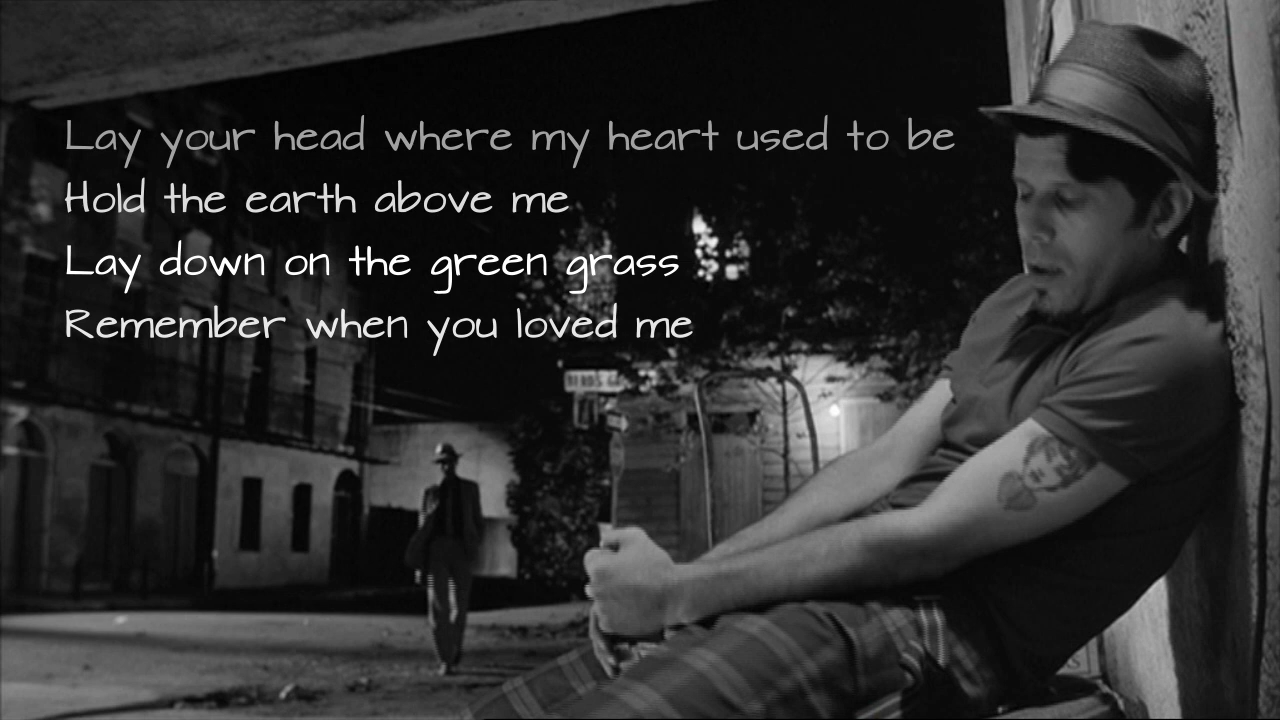 Lay your head where my heart used to be
Hold the earth above me
Lay down on the green grass
Remember when you loved me